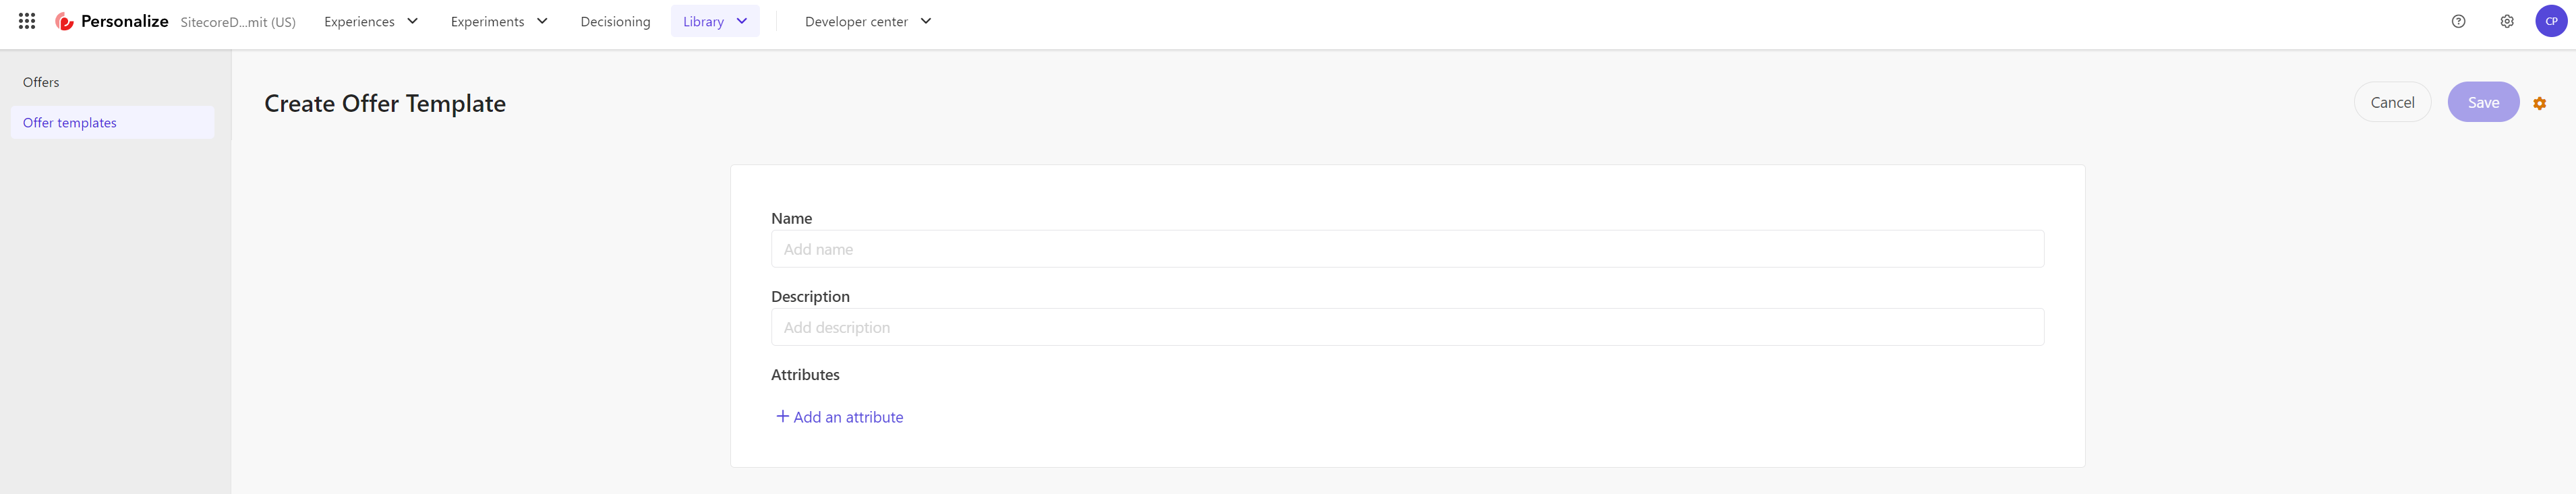 Personalize SitecoreD...mit (US) Experiences Experiments Decisioning Library Developer center CP
Offers
Offer templates
Create Offer Template
Cancel Save
Name
Add name
Description
Add description
Attributes
+ Add an attribute